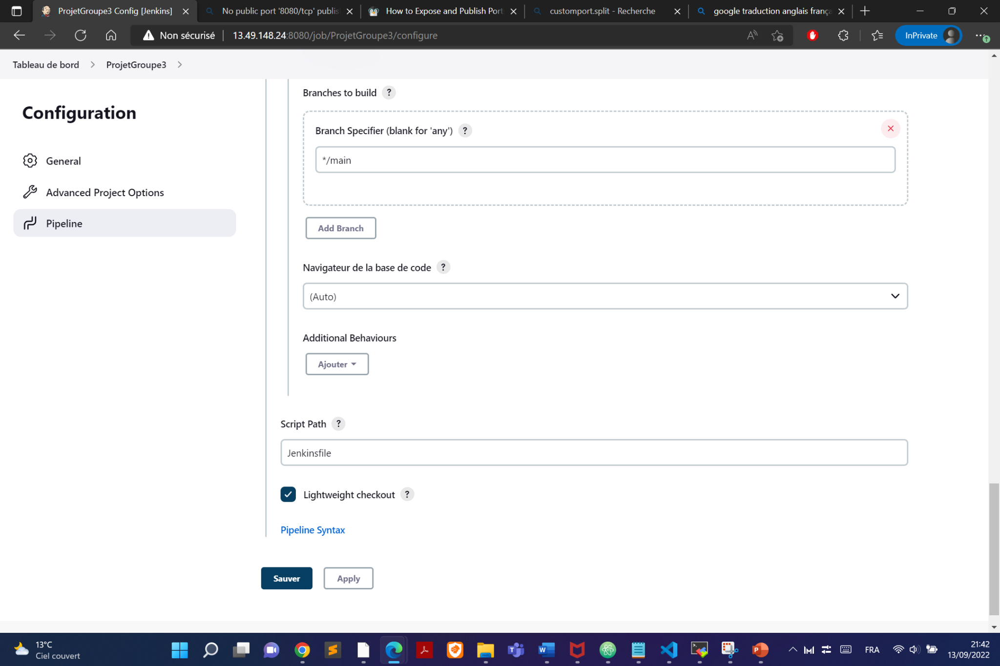 ProjetGroupe3 Config [Jenkins]
No public port '8080/tcp' publis
How to Expose and Publish Port
customport.split - Recherche
google traduction anglais frança
Non sécurisé
13.49.148.24:8080/job/ProjetGroupe3/configure
InPrivate
Tableau de bord
ProjetGroupe3
Configuration
General
Advanced Project Options
Pipeline
Branches to build ?
Branch Specifier (blank for 'any') ?
*/main
Add Branch
Navigateur de la base de code ?
(Auto)
Additional Behaviours
Ajouter
Script Path ?
Jenkinsfile
Lightweight checkout ?
Pipeline Syntax
Sauver
Apply
13°C
Ciel couvert
FRA
21:42
13/09/2022